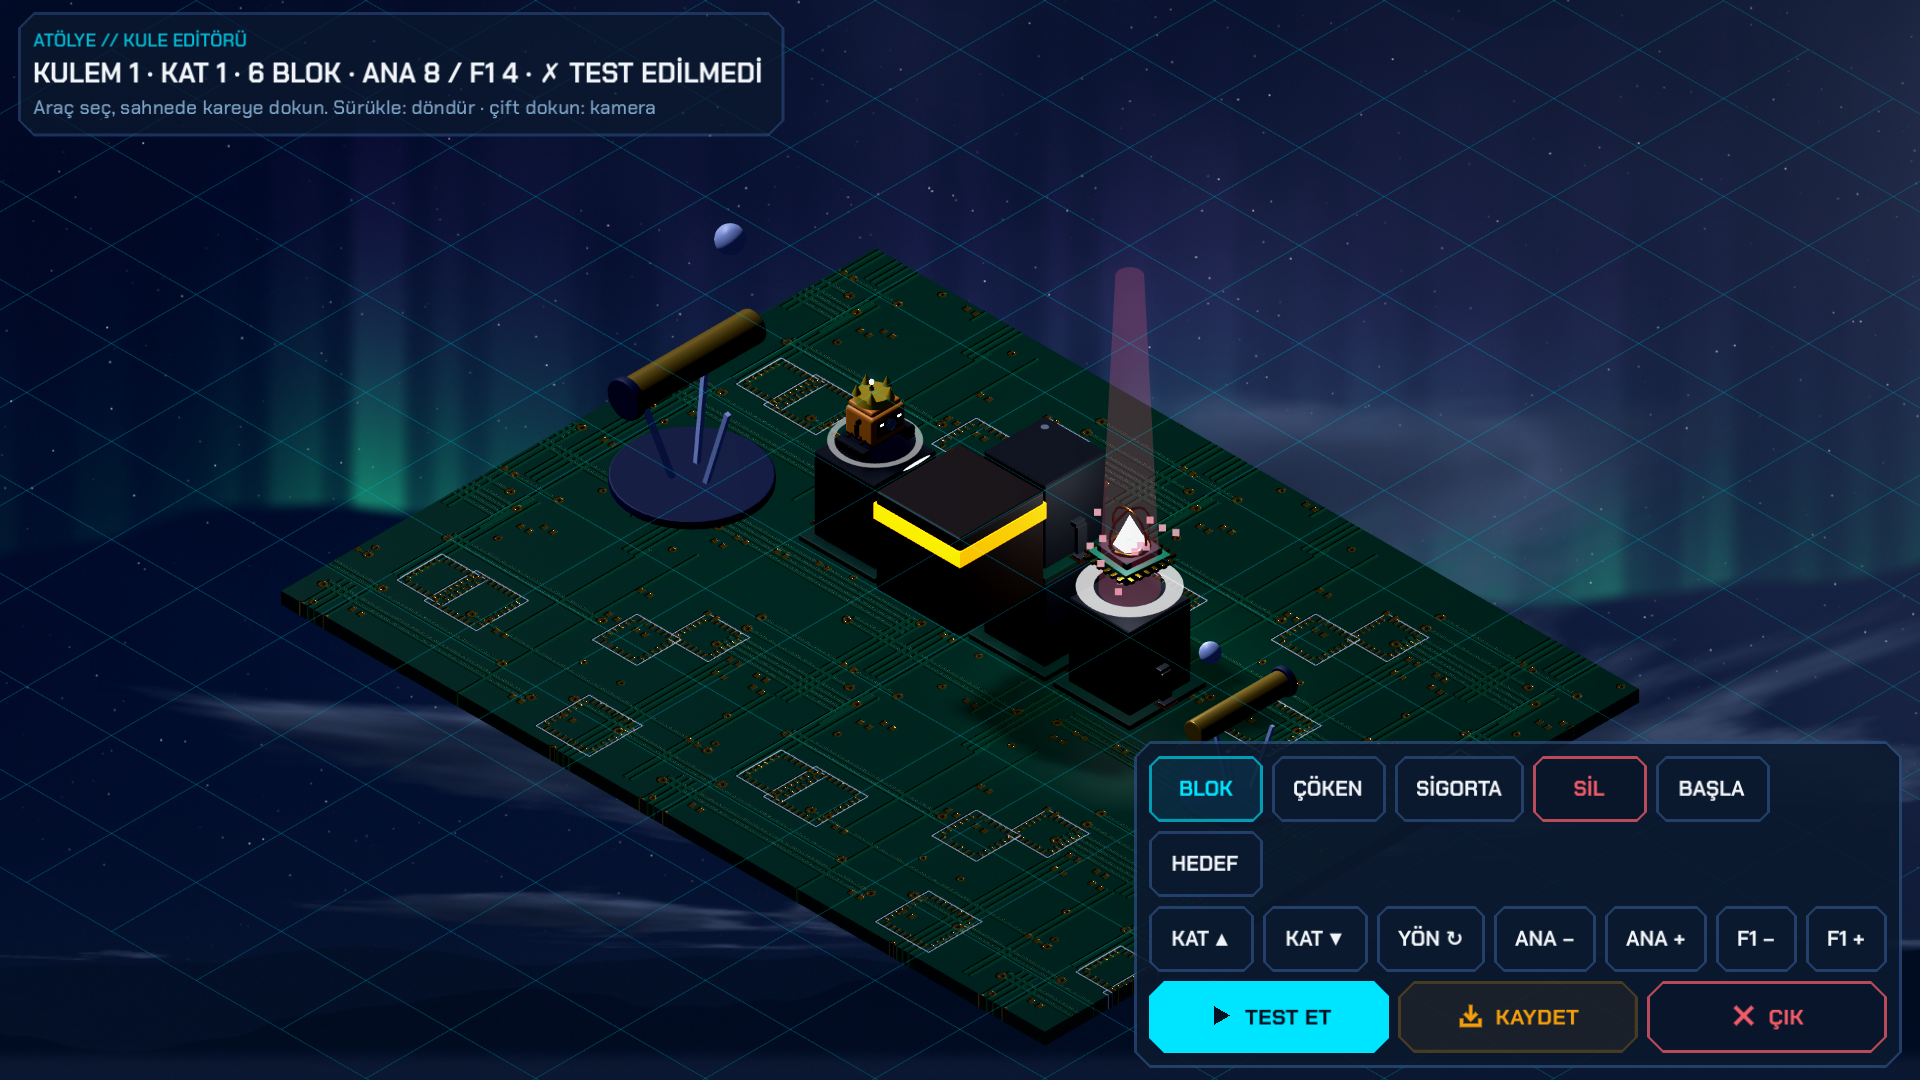 ATÖLYE // KULE EDİTÖRÜ
KULEM 1 · KAT 1 · 6 BLOK · ANA 8 / F1 4 · ✗ TEST EDİLMEDİ
Araç seç, sahnede kareye dokun. Sürükle: döndür · çift dokun: kamera
BLOK ÇÖKEN SİGORTA SİL BAŞLA
HEDEF
KAT ▲ KAT ▼ YÖN ↻ ANA − ANA + F1 − F1 +
▶ TEST ET KAYDET ✕ ÇIK